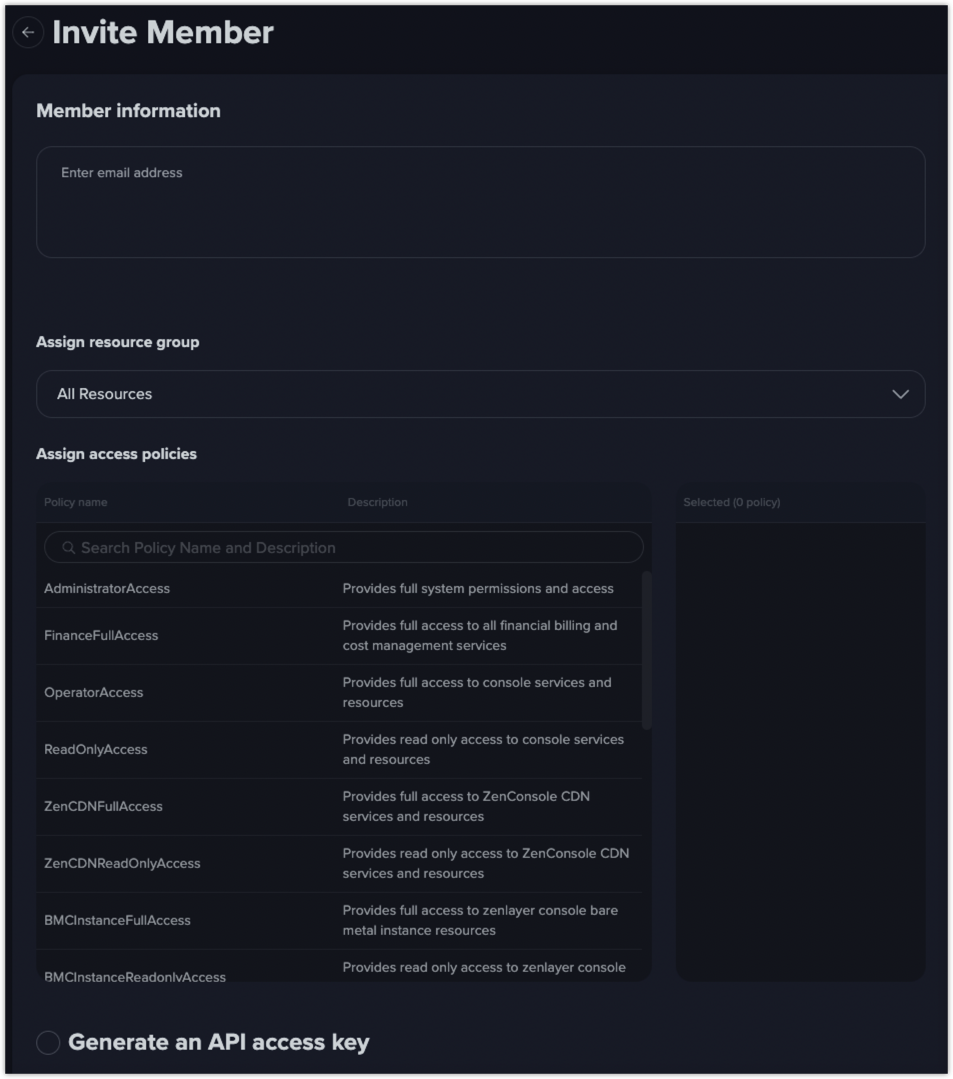 Invite Member
Member information
Enter email address
Assign resource group
All Resources
Assign access policies
Policy name Description Selected (0 policy)
Search Policy Name and Description
AdministratorAccess Provides full system permissions and access
FinanceFullAccess Provides full access to all financial billing and
cost management services
OperatorAccess Provides full access to console services and
resources
ReadOnlyAccess Provides read only access to console services
and resources
ZenCDNFullAccess Provides full access to ZenConsole CDN
services and resources
ZenCDNReadOnlyAccess Provides read only access to ZenConsole CDN
services and resources
BMCInstanceFullAccess Provides full access to zenlayer console bare
metal instance resources
BMCInstanceReadonlyAccess Provides read only access to zenlayer console
Generate an API access key